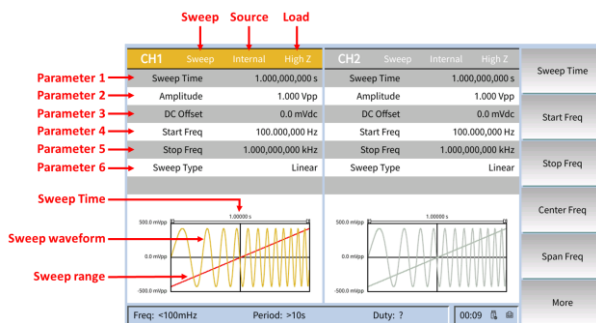 Sweep Source Load
CH1 Sweep Internal High Z CH2 Sweep Internal High Z
Parameter 1 Sweep Time 1.000,000,000 s Sweep Time 1.000,000,000 s Sweep Time
Parameter 2 Amplitude 1.000 Vpp Amplitude 1.000 Vpp
Parameter 3 DC Offset 0.0 mVdc DC Offset 0.0 mVdc Start Freq
Parameter 4 Start Freq 100.000,000 Hz Start Freq 100.000,000 Hz
Parameter 5 Stop Freq 1.000,000,000 kHz Stop Freq 1.000,000,000 kHz Stop Freq
Parameter 6 Sweep Type Linear Sweep Type Linear
Sweep Time
Center Freq
1.00000 s 1.00000 s
500.0 mVpp 500.0 mVpp
Sweep waveform
0.0 mVpp 0.0 mVpp Span Freq
Sweep range
-500.0 mVpp -500.0 mVpp
More
Freq: <100mHz Period: >10s Duty: ? 00:09